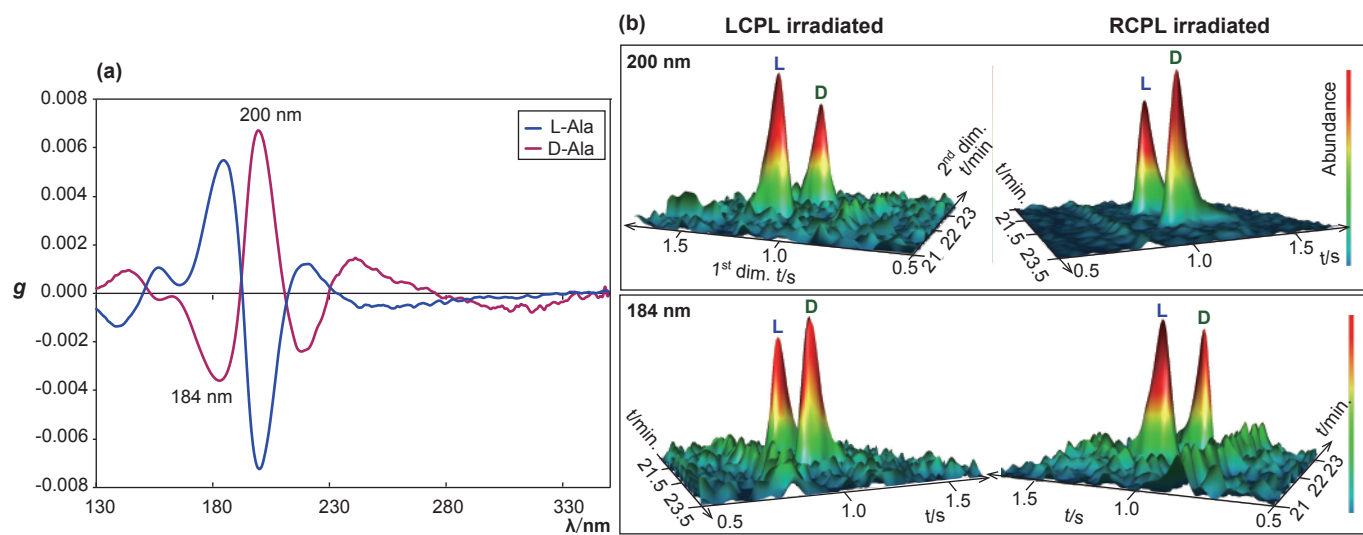 (a)
0.008
0.006
0.004
0.002
0.000
-0.002
-0.004
-0.006
-0.008
g
130
180
230
280
330
λ/nm
200 nm
184 nm
L-Ala
D-Ala
(b)
LCPL irradiated
RCPL irradiated
200 nm
L
D
2nd dim.
t/min
1.5
1.0
0.5
21
22
23
1st dim. t/s
L
D
t/min.
21.5
23.5
0.5
1.0
1.5
t/s
Abundance
184 nm
L
D
t/min.
21.5
23.5
0.5
1.0
1.5
t/s
L
D
t/min.
1.5
1.0
0.5
21
22
23
t/s